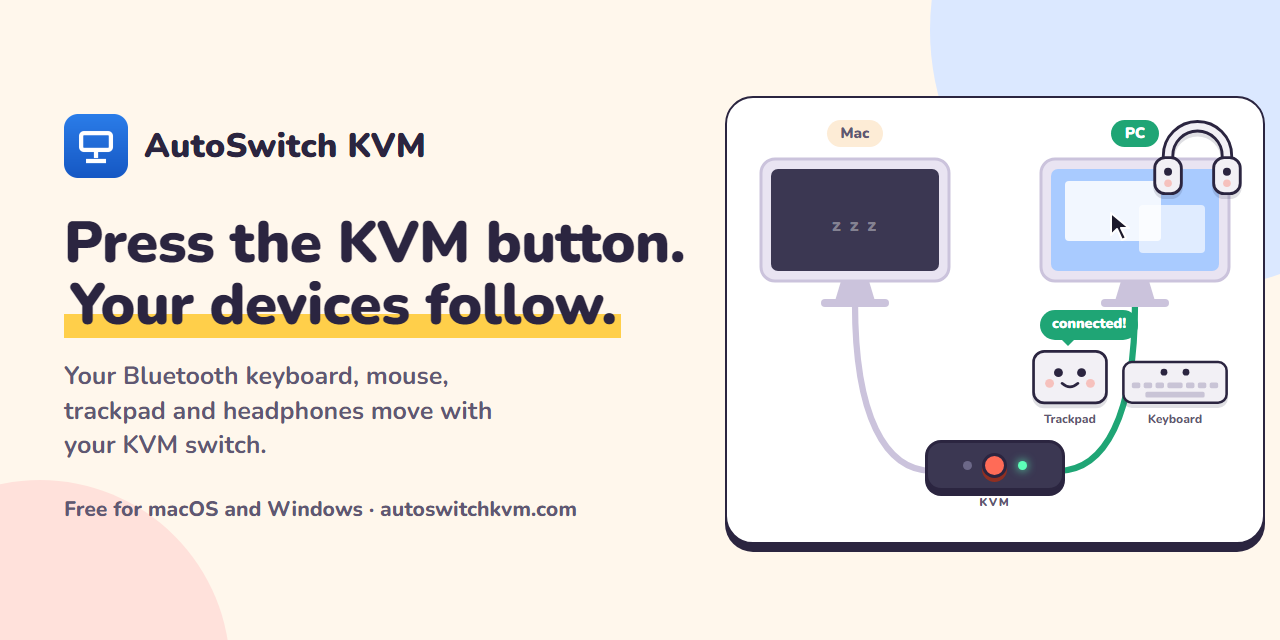 AutoSwitch KVM
Press the KVM button.
Your devices follow.
Your Bluetooth keyboard, mouse,
trackpad and headphones move with
your KVM switch.
Free for macOS and Windows · autoswitchkvm.com
Mac
PC
z z z
connected!
Trackpad
Keyboard
KVM